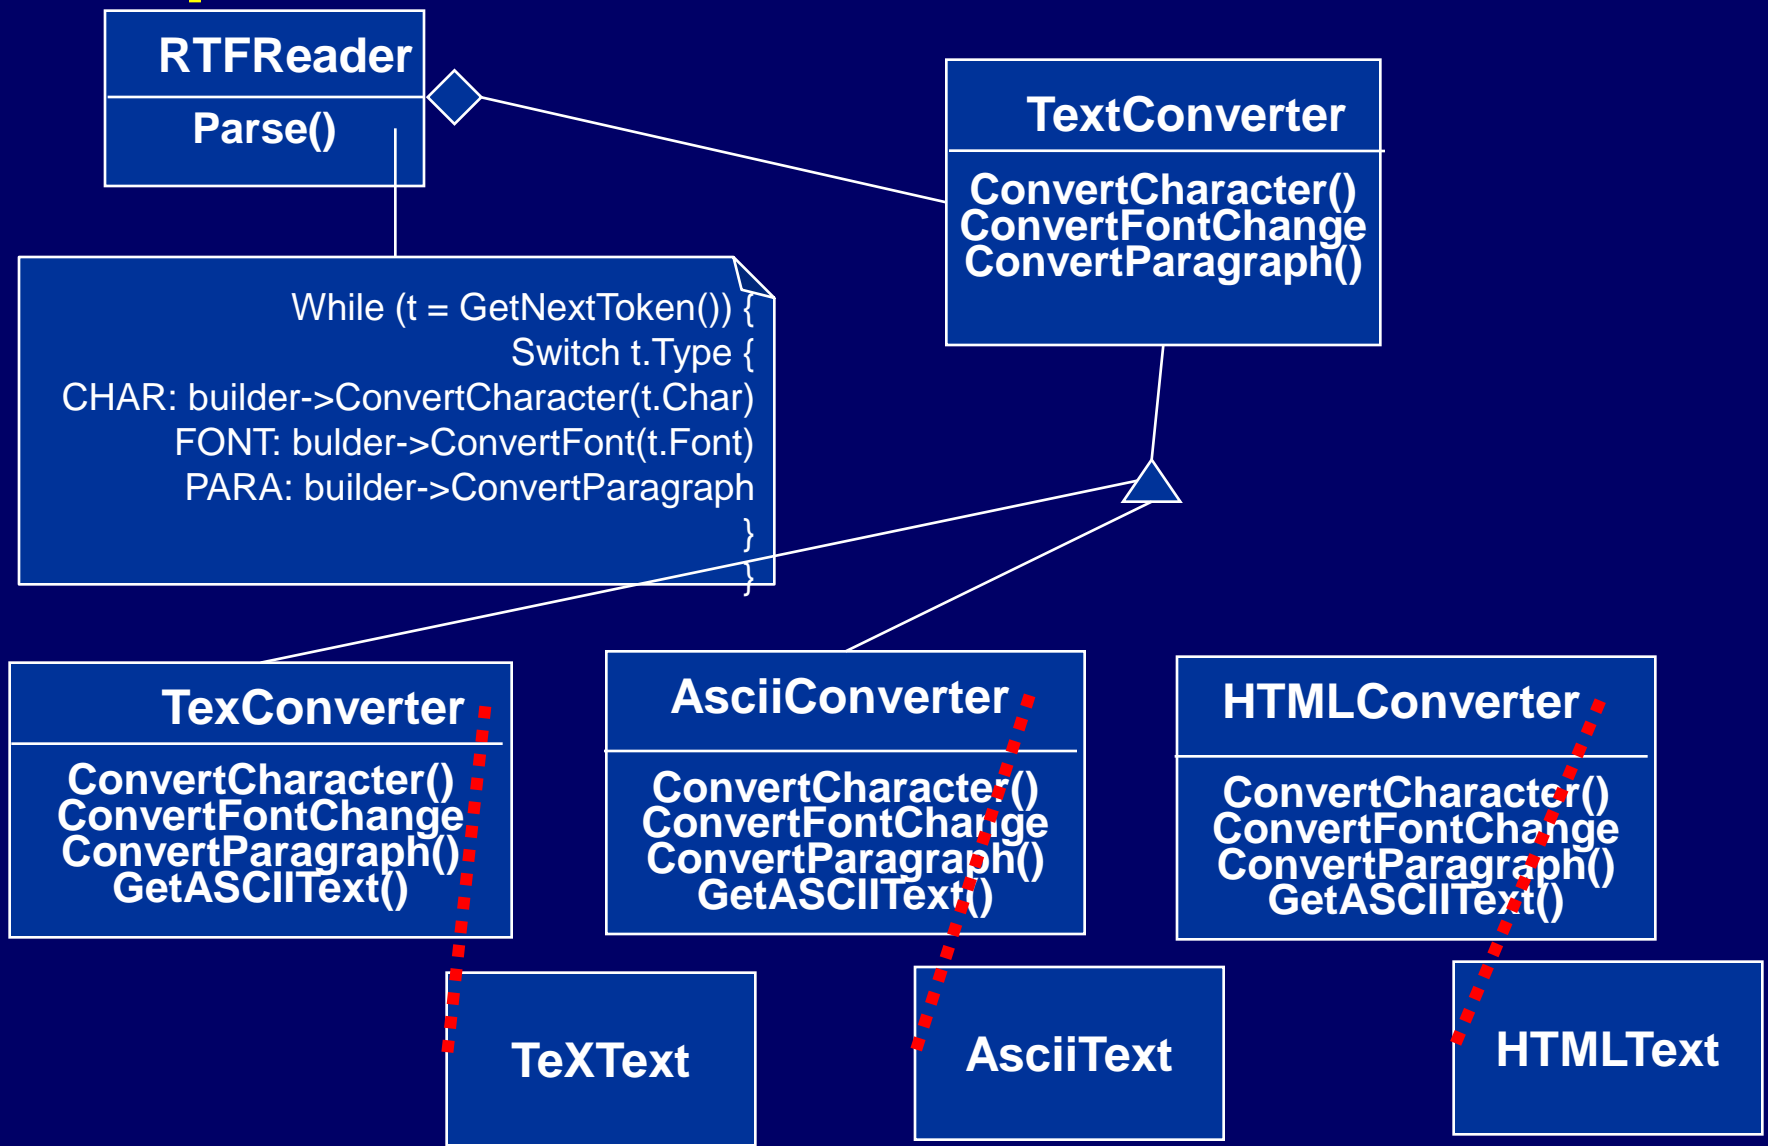 RTFReader
Parse()
TextConverter
ConvertCharacter()
ConvertFontChange
ConvertParagraph()
While (t = GetNextToken()) {
Switch t.Type {
CHAR: builder->ConvertCharacter(t.Char)
FONT: bulder->ConvertFont(t.Font)
PARA: builder->ConvertParagraph
}
}
TexConverter
ConvertCharacter()
ConvertFontChange
ConvertParagraph()
GetASCIIText()
AsciiConverter
ConvertCharacter()
ConvertFontChange
ConvertParagraph()
GetASCIIText()
HTMLConverter
ConvertCharacter()
ConvertFontChange
ConvertParagraph()
GetASCIIText()
TeXText
AsciiText
HTMLText